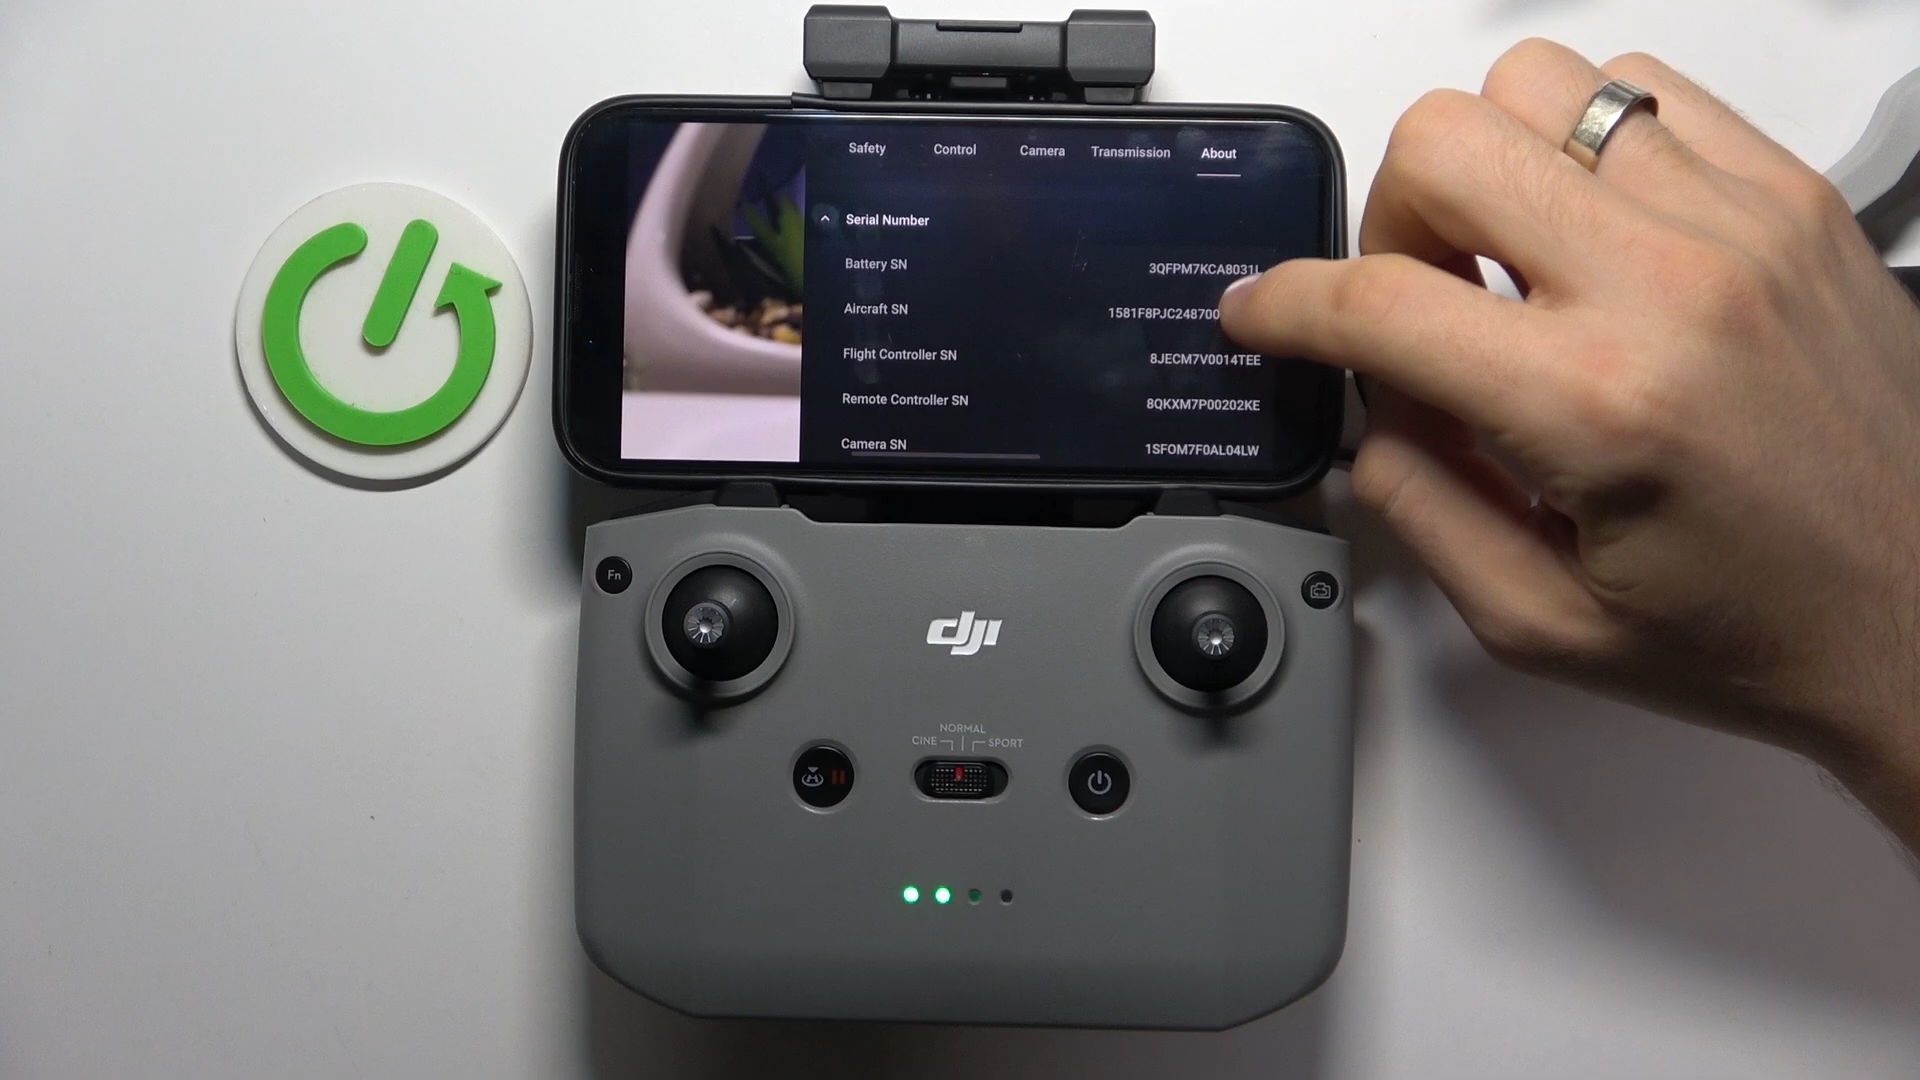 Safety Control Camera Transmission About
Serial Number
Battery SN 3QFPM7KCA8031L
Aircraft SN 1581F8PJC248700
Flight Controller SN 8JECM7V0014TEE
Remote Controller SN 8QKXM7P00202KE
Camera SN 1SFOM7F0AL04LW
Fn
dji
NORMAL
CINE SPORT